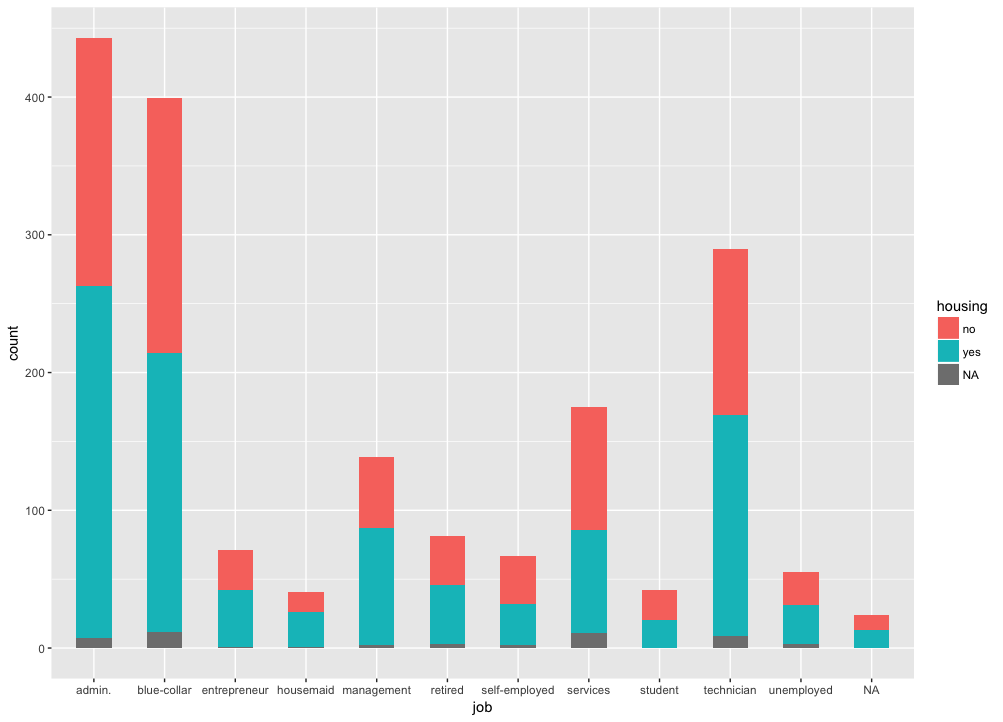 400
300
200
100
0
count
admin. blue-collar entrepreneur housemaid management retired self-employed services student technician unemployed NA
job
housing
no
yes
NA